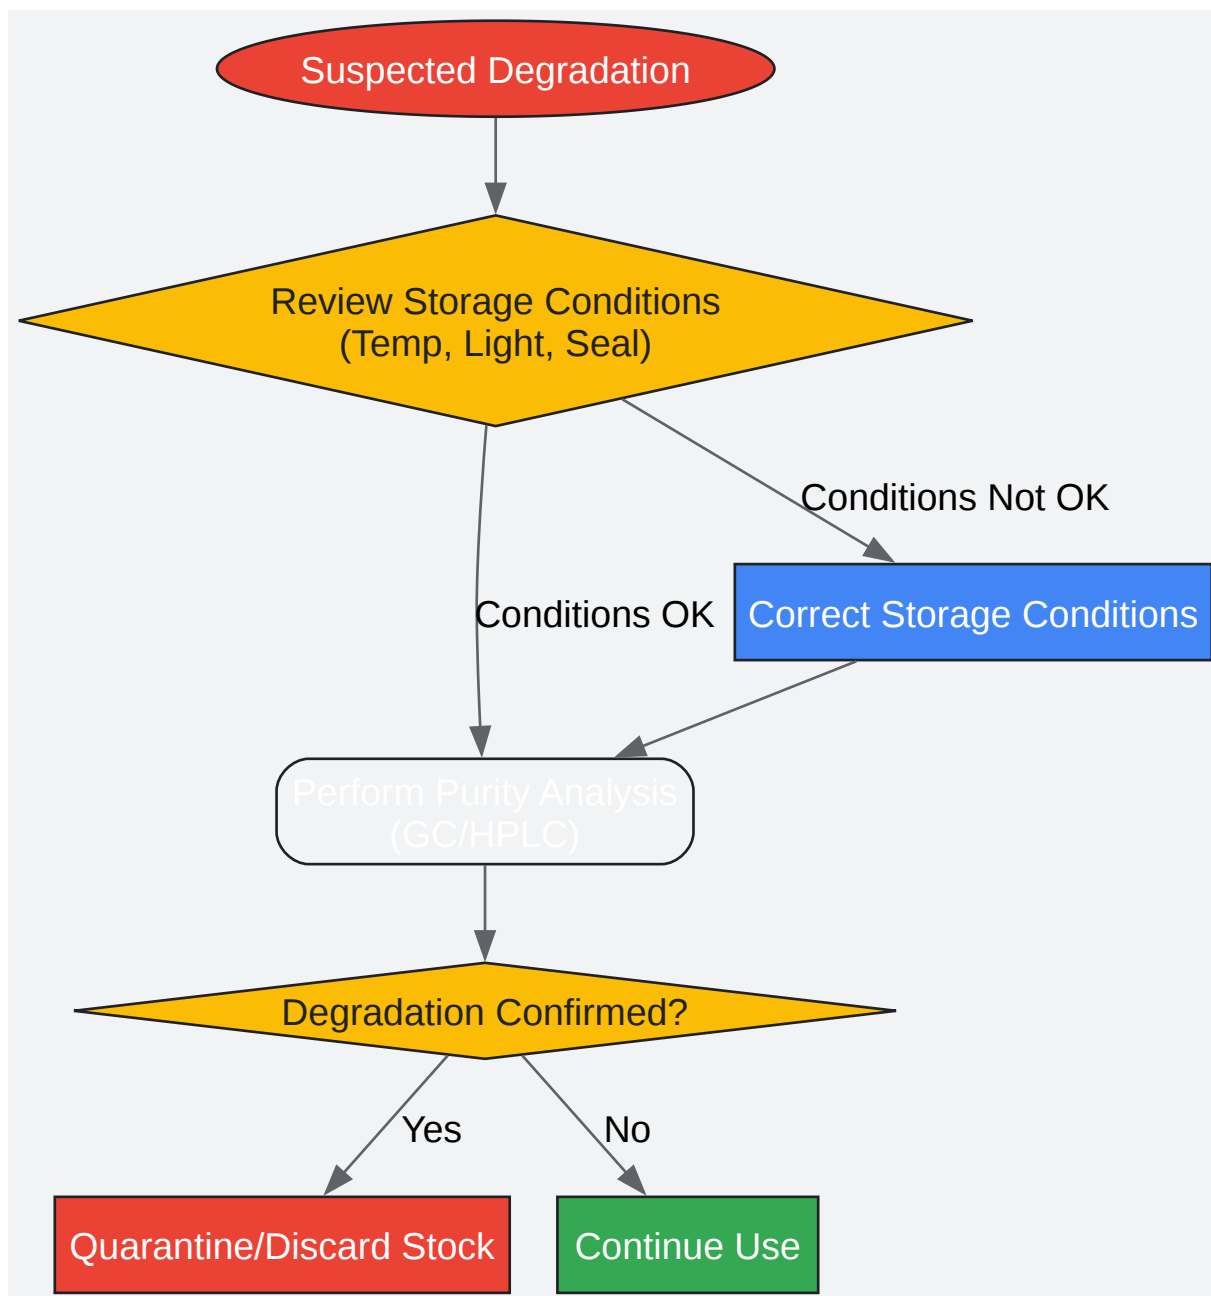 Suspected Degradation
Review Storage Conditions
(Temp, Light, Seal)
Conditions Not OK
Conditions OK
Correct Storage Conditions
Perform Purity Analysis
(GC/HPLC)
Degradation Confirmed?
Yes
No
Quarantine/Discard Stock
Continue Use